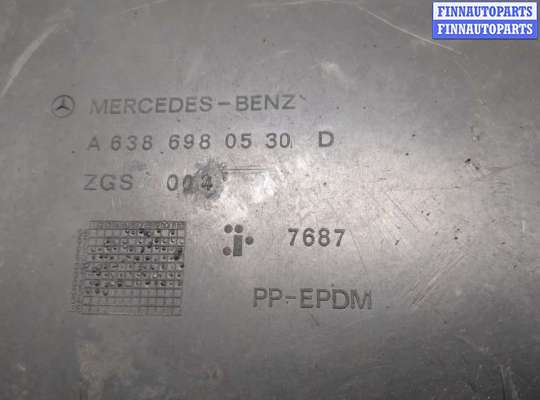 FINNAUTOPARTS
FINNAUTOPARTS
MERCEDES-BENZ
A 638 698 05 30 D
ZGS 004
7687
PP-EPDM